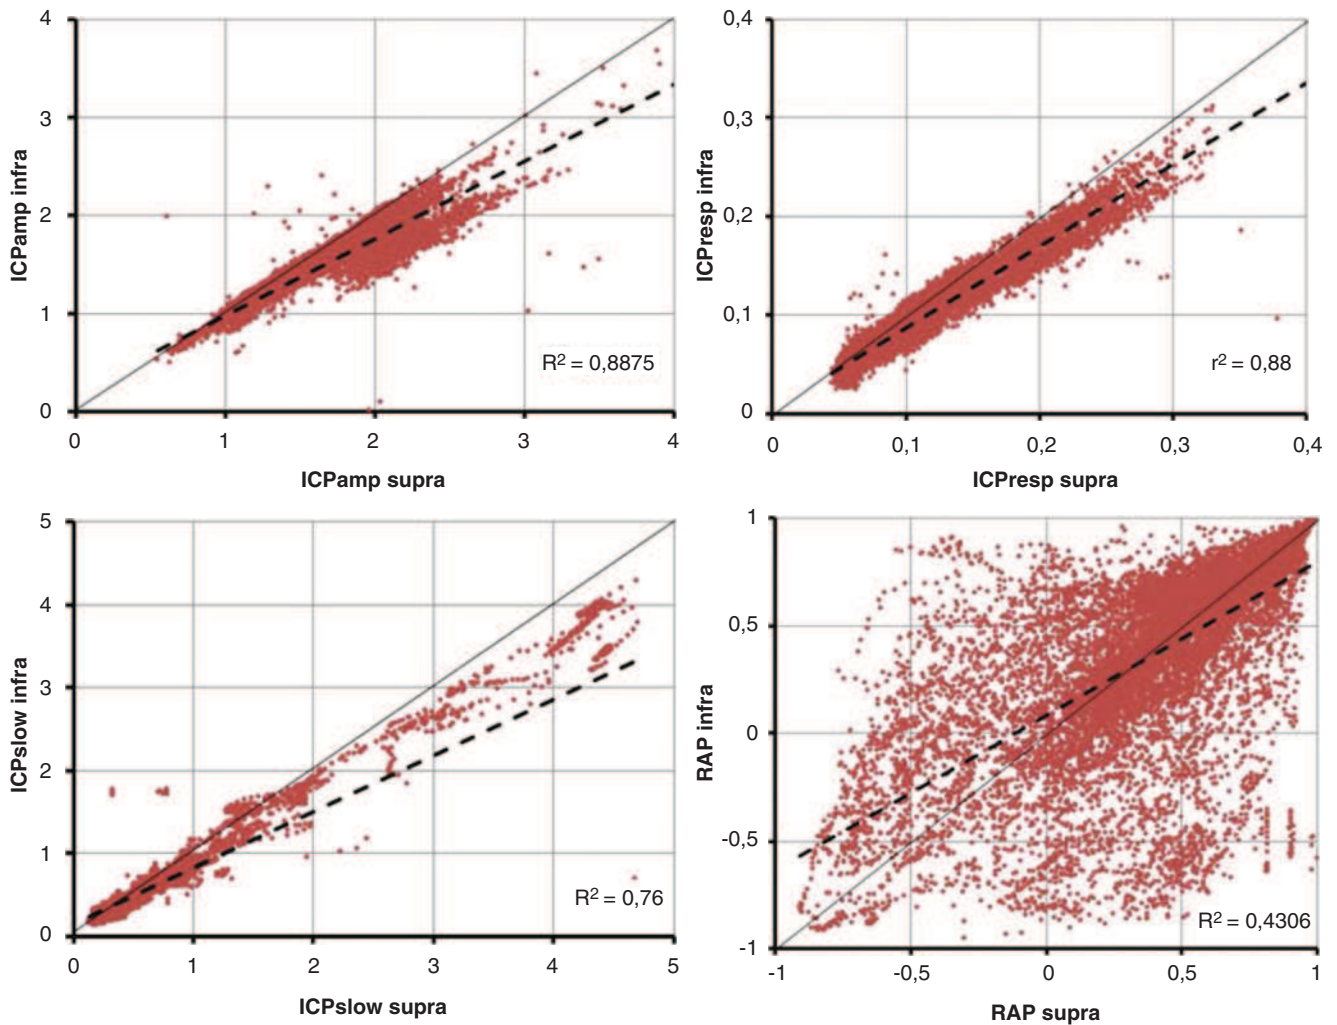 4
3
2
1
0
ICPamp infra
R² = 0,8875
0 1 2 3 4
ICPamp supra
0,4
0,3
0,2
0,1
0
ICPresp infra
r² = 0,88
0 0,1 0,2 0,3 0,4
ICPresp supra
5
4
3
2
1
0
ICPslow infra
R² = 0,76
0 1 2 3 4 5
ICPslow supra
1
0,5
0
-0,5
-1
RAP infra
R² = 0,4306
-1 -0,5 0 0,5 1
RAP supra